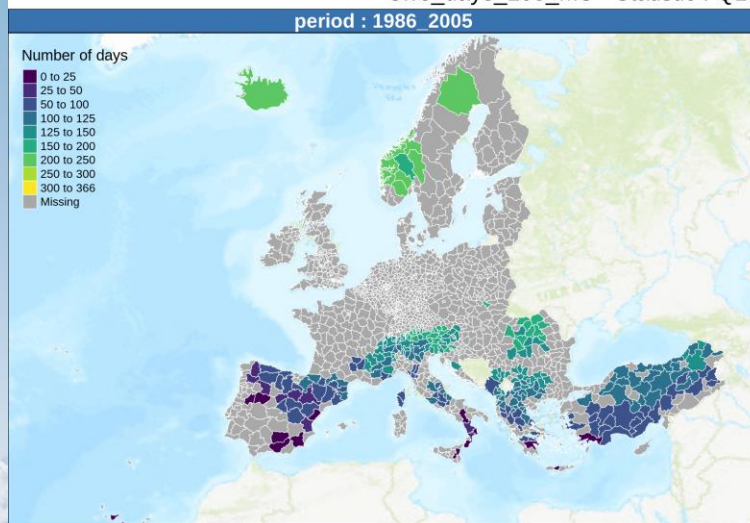 period : 1986_2005
Number of days
0 to 25
25 to 50
50 to 100
100 to 125
125 to 150
150 to 200
200 to 250
250 to 300
300 to 366
Missing
UKRAINE